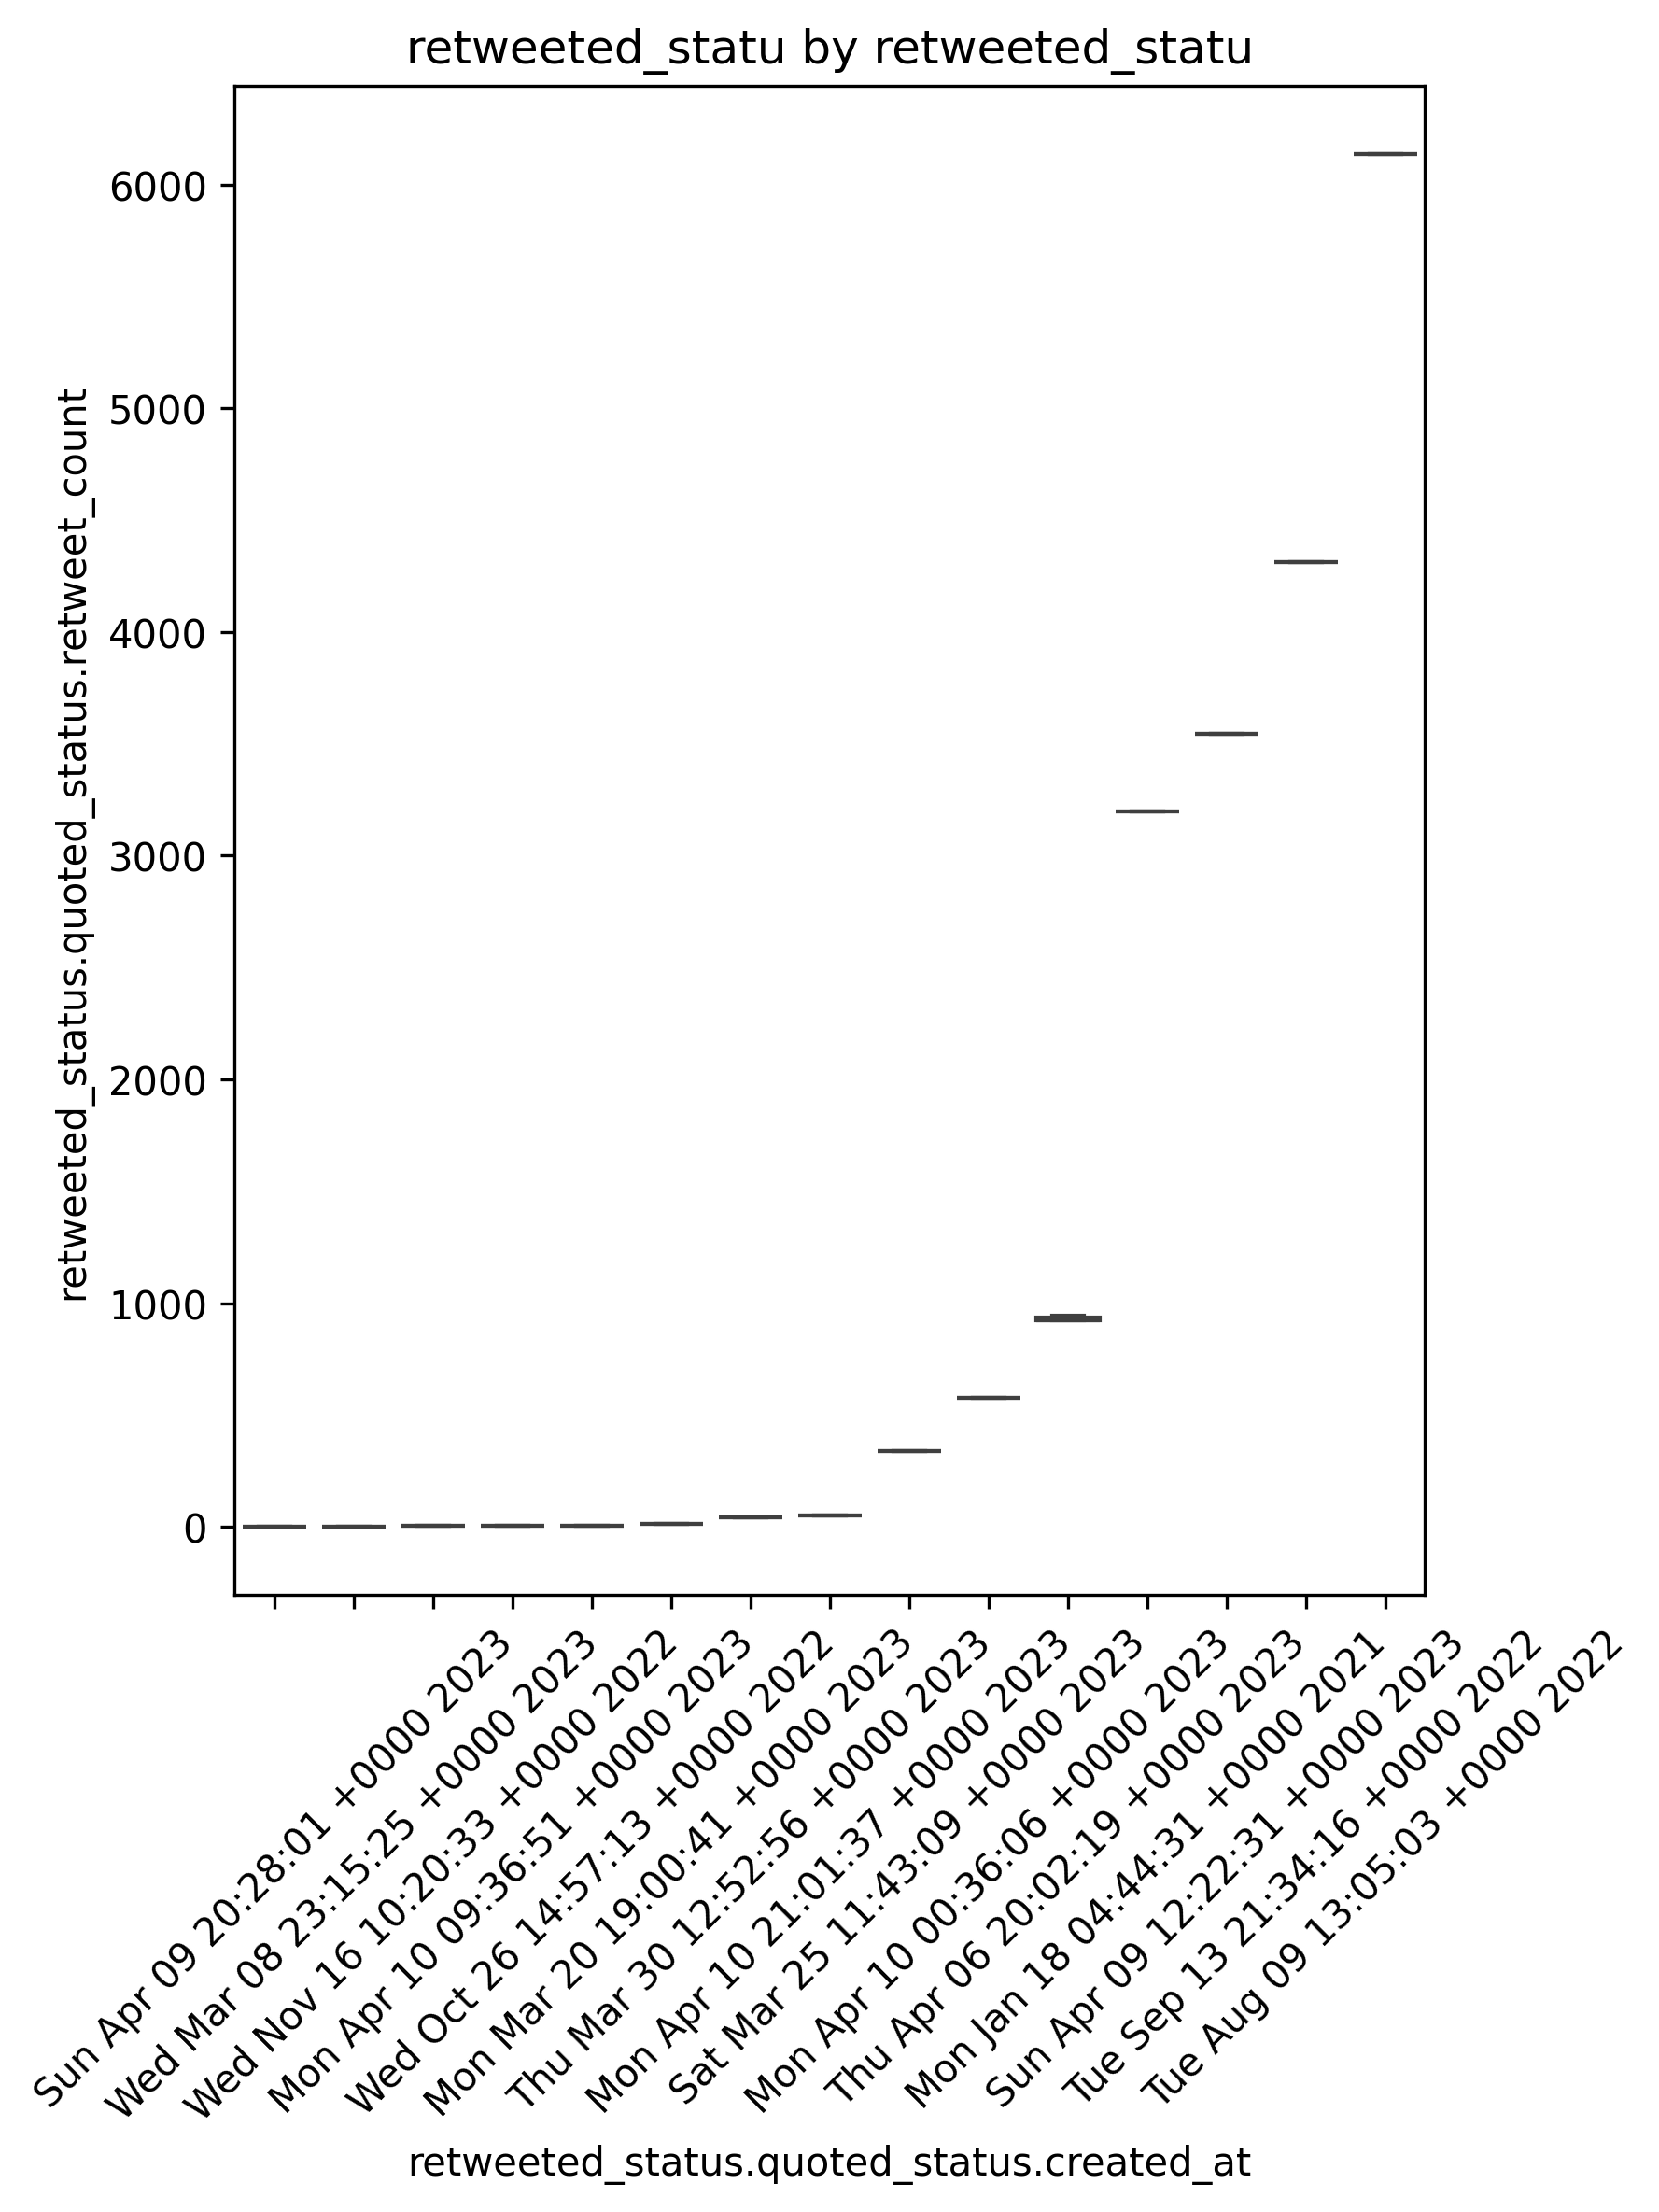 retweeted_statu by retweeted_statu
retweeted_status.quoted_status.retweet_count
6000
5000
4000
3000
2000
1000
0
Sun Apr 09 20:28:01 +0000 2023
Wed Mar 08 23:15:25 +0000 2023
Wed Nov 16 10:20:33 +0000 2022
Mon Apr 10 09:36:51 +0000 2023
Wed Oct 26 14:57:13 +0000 2022
Mon Mar 20 19:00:41 +0000 2023
Thu Mar 30 12:52:56 +0000 2023
Mon Apr 10 21:01:37 +0000 2023
Sat Mar 25 11:43:09 +0000 2023
Mon Apr 10 00:36:06 +0000 2023
Thu Apr 06 20:02:19 +0000 2023
Mon Jan 18 04:44:31 +0000 2021
Sun Apr 09 12:22:31 +0000 2023
Tue Sep 13 21:34:16 +0000 2022
Tue Aug 09 13:05:03 +0000 2022
retweeted_status.quoted_status.created_at